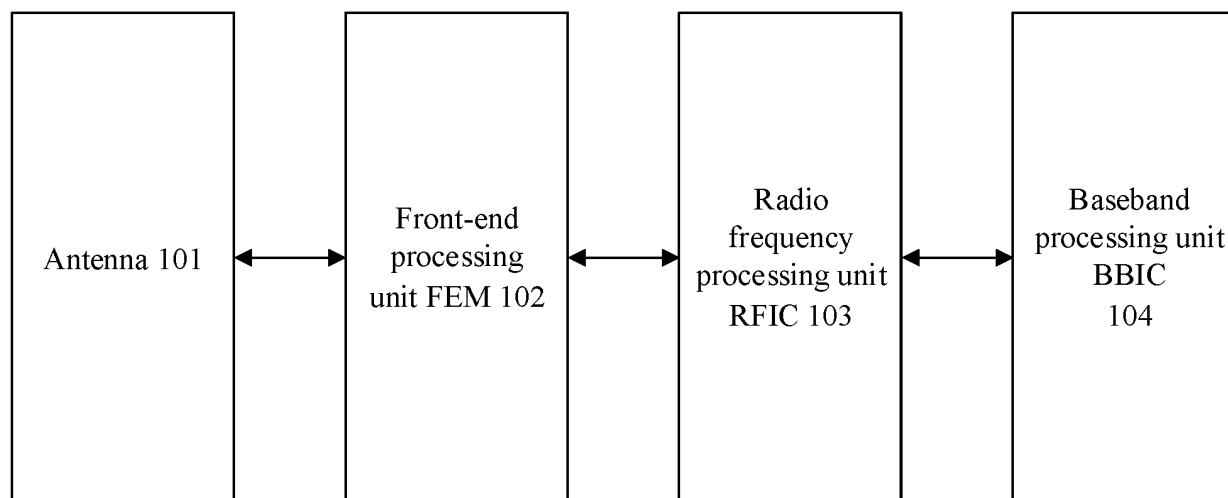 Antenna 101
Front-end
processing
unit FEM 102
Radio
frequency
processing unit
RFIC 103
Baseband
processing unit
BBIC
104